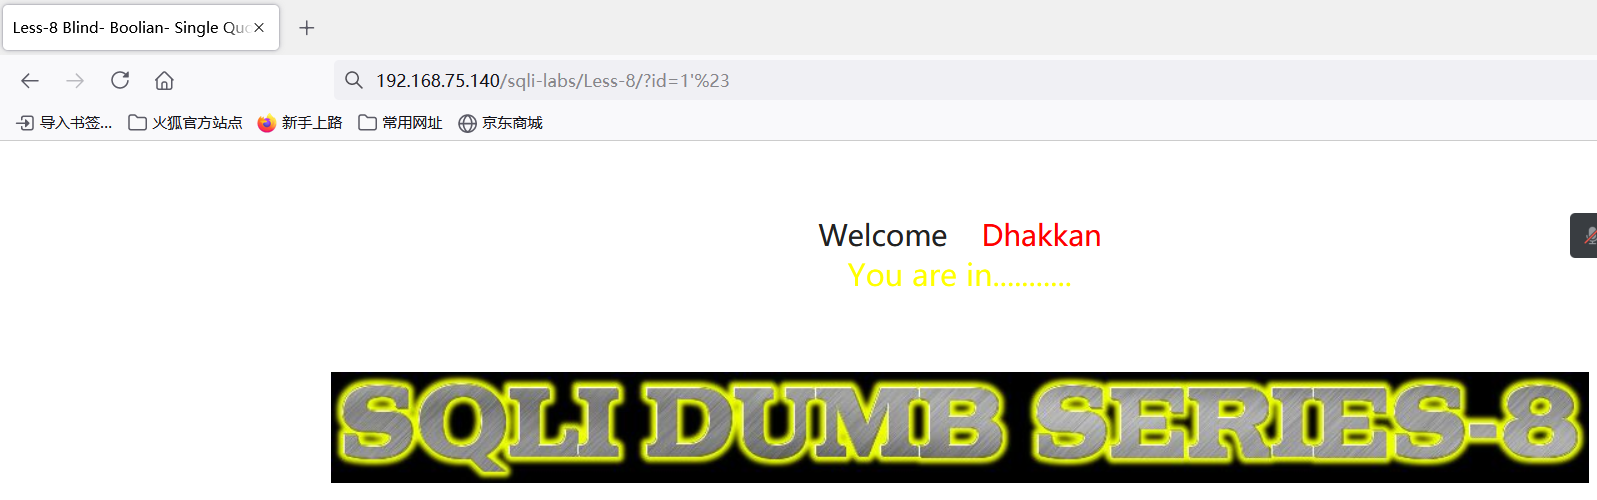 Less-8 Blind- Boolian- Single Quo
192.168.75.140/sqli-labs/Less-8/?id=1'%23
导入书签... 火狐官方站点 新手上路 常用网址 京东商城
Welcome Dhakkan
You are in...........
SQLI DUMB SERIES-8